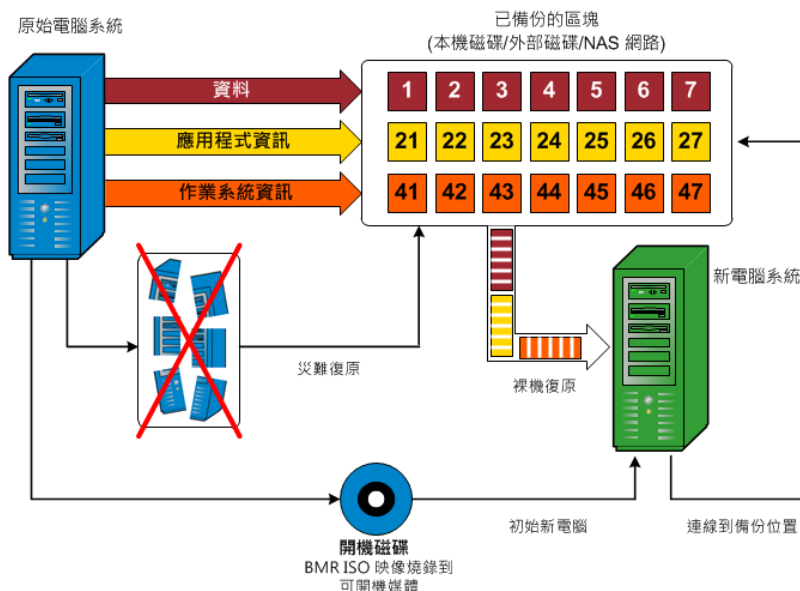 原始電腦系統
已備份的區塊
(本機磁碟/外部磁碟/NAS 網路)
資料
1 2 3 4 5 6 7
應用程式資訊
21 22 23 24 25 26 27
作業系統資訊
41 42 43 44 45 46 47
新電腦系統
災難復原
裸機復原
初始新電腦
連線到備份位置
開機磁碟
BMR ISO 映像燒錄到
可開機媒體